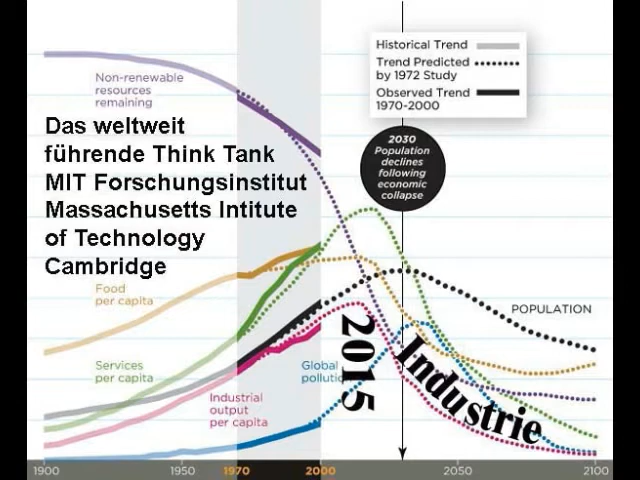 Historical Trend
Trend Predicted
by 1972 Study
Observed Trend
1970-2000
Non-renewable
resources
remaining
Das weltweit
führende Think Tank
MIT Forschungsinstitut
Massachusetts Intitute
of Technology
Cambridge
2030
Population
declines
following
economic
collapse
Food
per capita
POPULATION
Services
per capita
Global
pollutic
Industrial
output
per capita
2015
Industrie
1900
1950
1970
2000
2050
2100